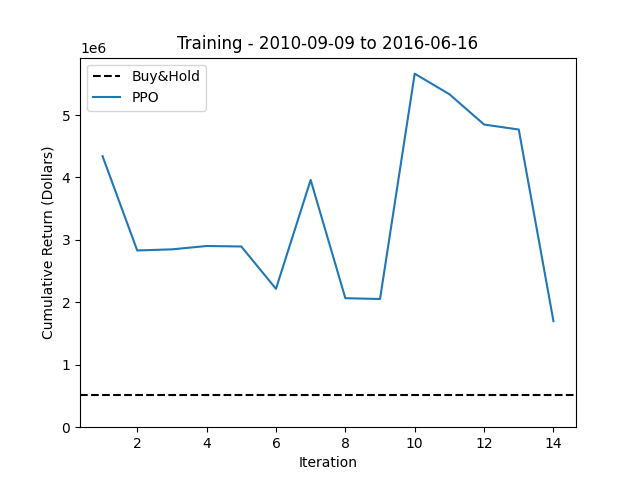 Training - 2010-09-09 to 2016-06-16
1e6
Buy&Hold
PPO
5
4
3
2
1
0
Cumulative Return (Dollars)
2 4 6 8 10 12 14
Iteration